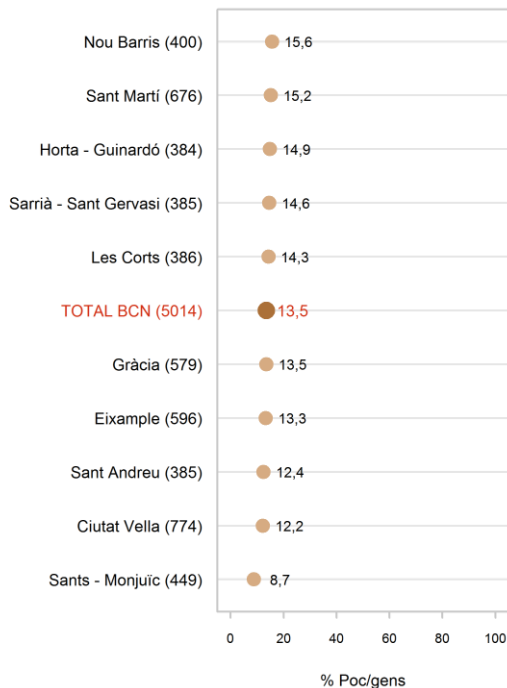 Nou Barris (400) 15,6
Sant Martí (676) 15,2
Horta - Guinardó (384) 14,9
Sarrià - Sant Gervasi (385) 14,6
Les Corts (386) 14,3
TOTAL BCN (5014) 13,5
Gràcia (579) 13,5
Eixample (596) 13,3
Sant Andreu (385) 12,4
Ciutat Vella (774) 12,2
Sants - Monjuïc (449) 8,7
0 20 40 60 80 100
% Poc/gens